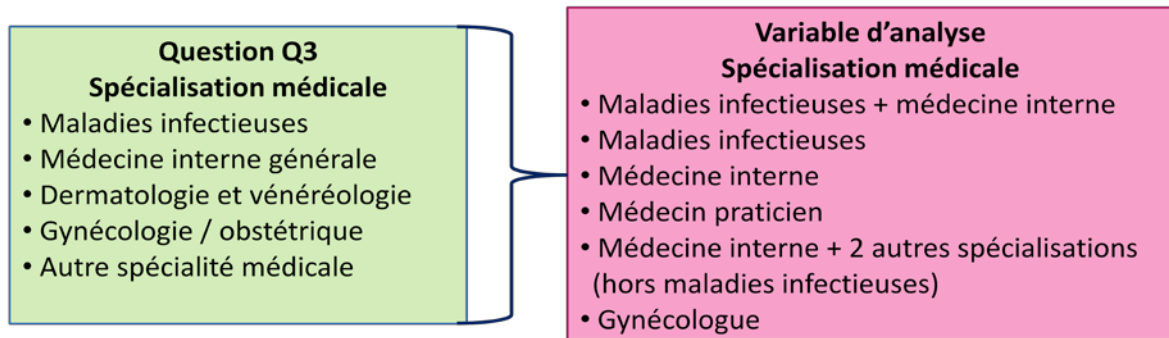 Question Q3
Spécialisation médicale
• Maladies infectieuses
• Médecine interne générale
• Dermatologie et vénéréologie
• Gynécologie / obstétrique
• Autre spécialité médicale
Variable d’analyse
Spécialisation médicale
• Maladies infectieuses + médecine interne
• Maladies infectieuses
• Médecine interne
• Médecin praticien
• Médecine interne + 2 autres spécialisations
(hors maladies infectieuses)
• Gynécologue